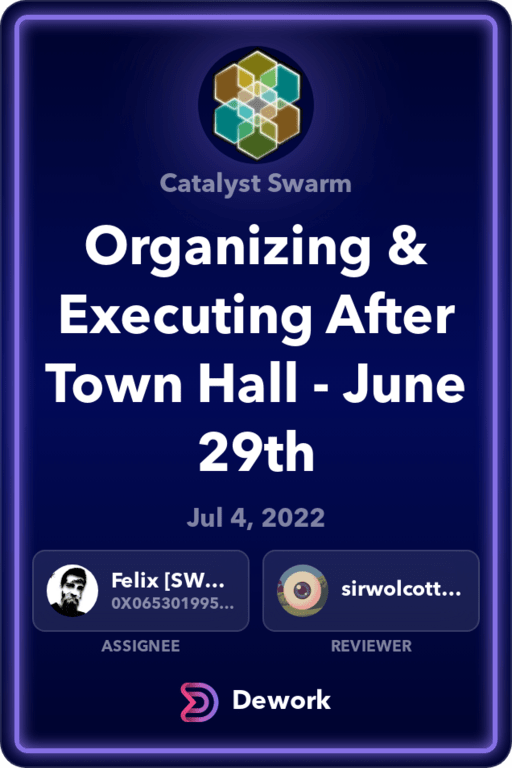 Catalyst Swarm
Organizing &
Executing After
Town Hall - June
29th
Jul 4, 2022
Felix [SW...
0X065301995...
sirwolcott...
ASSIGNEE
REVIEWER
Dework